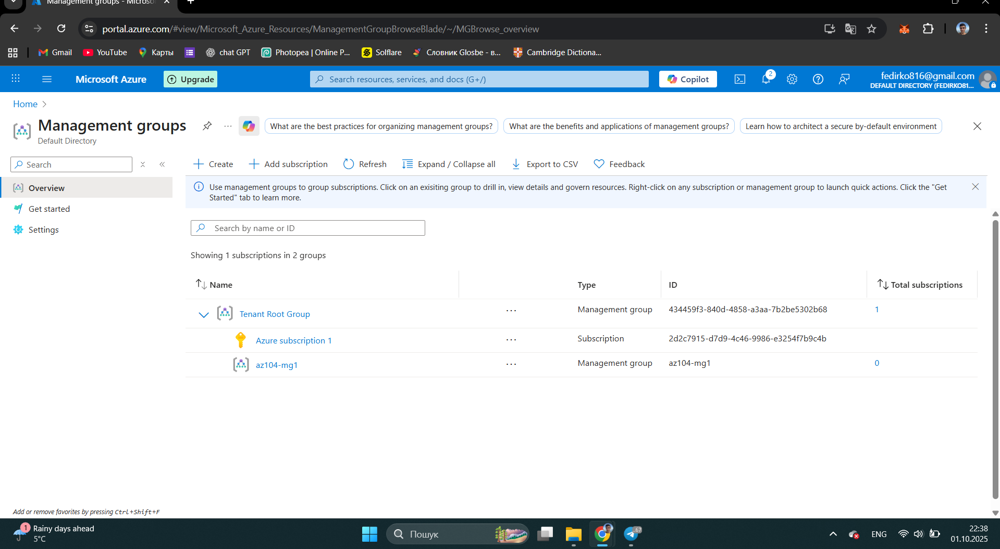 Management groups - Microso
portal.azure.com/#view/Microsoft_Azure_Resources/ManagementGroupBrowseBlade/~/MGBrowse_overview
Gmail YouTube Карты chat GPT Photopea | Online P... Solflare Словник Glosbe - в... Cambridge Dictiona...
Microsoft Azure Upgrade Search resources, services, and docs (G+/) Copilot 2 fedirko816@gmail.com
DEFAULT DIRECTORY (FEDIRKO81...
Home
Management groups ... What are the best practices for organizing management groups? What are the benefits and applications of management groups? Learn how to architect a secure by-default environment
Default Directory
Search
Create Add subscription Refresh Expand / Collapse all Export to CSV Feedback
Overview
Get started
Settings
Use management groups to group subscriptions. Click on an exisiting group to drill in, view details and govern resources. Right-click on any subscription or management group to launch quick actions. Click the "Get
Started" tab to learn more.
Search by name or ID
Showing 1 subscriptions in 2 groups
Name Type ID Total subscriptions
Tenant Root Group ... Management group 434459f3-840d-4858-a3aa-7b2be5302b68 1
Azure subscription 1 ... Subscription 2d2c7915-d7d9-4c46-9986-e3254f7b9c4b
az104-mg1 ... Management group az104-mg1 0
Add or remove favorites by pressing Ctrl+Shift+F
1 Rainy days ahead
5°C
Пошук
..67
ENG
22:38
01.10.2025